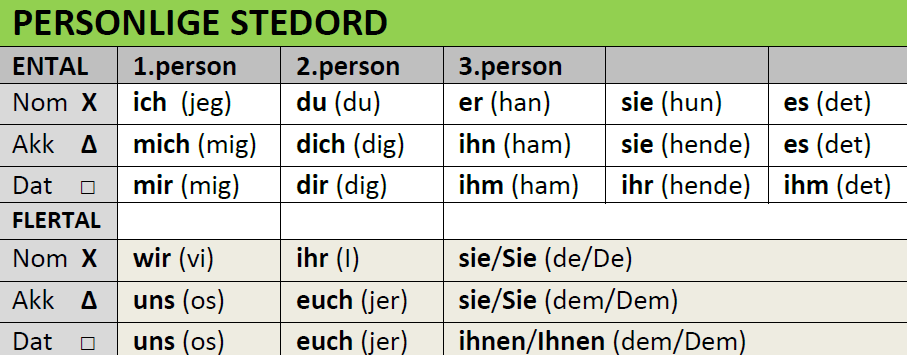 PERSONLIGE STEDORD
ENTAL 1.person 2.person 3.person
Nom X ich (jeg) du (du) er (han) sie (hun) es (det)
Akk Δ mich (mig) dich (dig) ihn (ham) sie (hende) es (det)
Dat □ mir (mig) dir (dig) ihm (ham) ihr (hende) ihm (det)
FLERTAL
Nom X wir (vi) ihr (I) sie/Sie (de/De)
Akk Δ uns (os) euch (jer) sie/Sie (dem/Dem)
Dat □ uns (os) euch (jer) ihnen/Ihnen (dem/Dem)